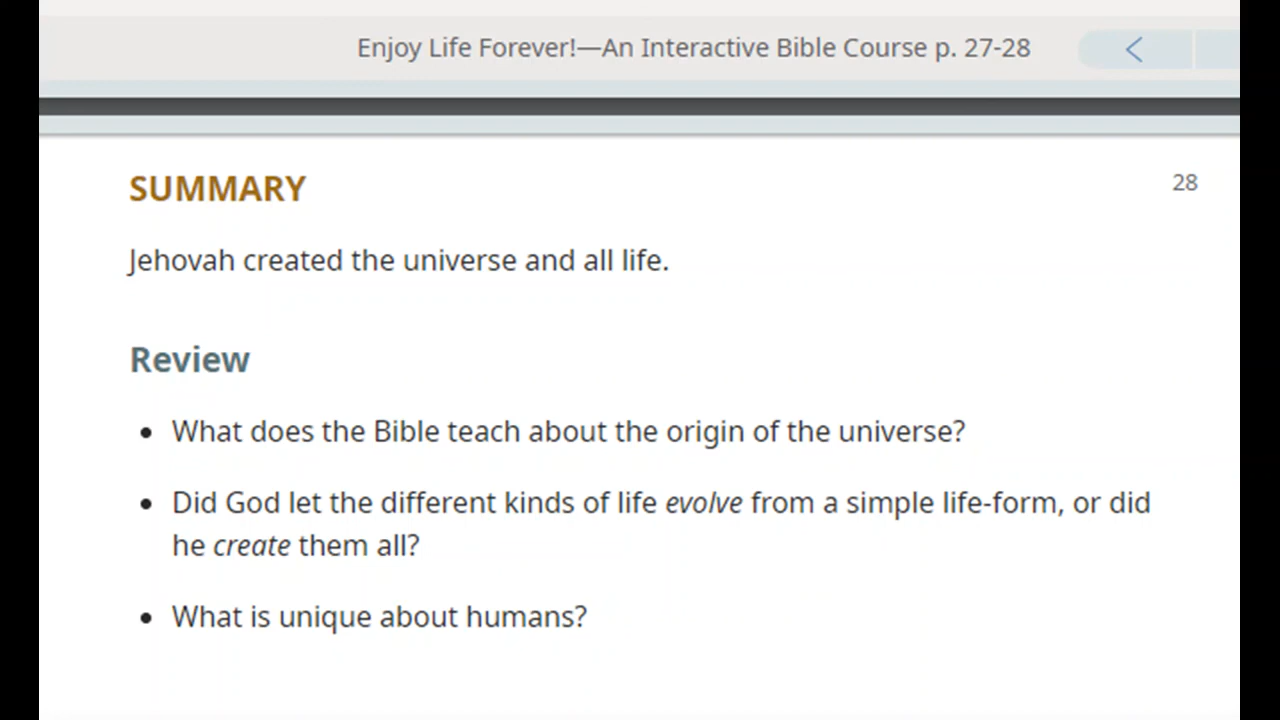 Enjoy Life Forever!—An Interactive Bible Course p. 27-28
SUMMARY
28
Jehovah created the universe and all life.
Review
• What does the Bible teach about the origin of the universe?
• Did God let the different kinds of life evolve from a simple life-form, or did
he create them all?
• What is unique about humans?